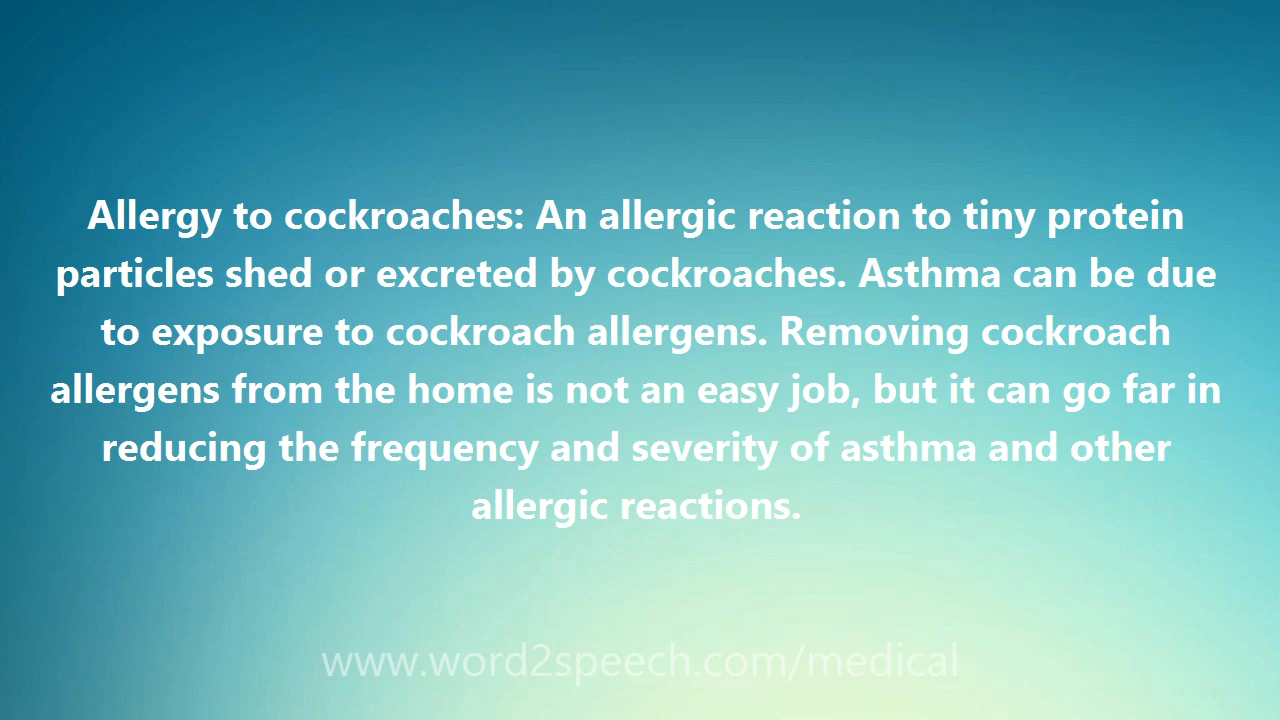 Allergy to cockroaches: An allergic reaction to tiny protein
particles shed or excreted by cockroaches. Asthma can be due
to exposure to cockroach allergens. Removing cockroach
allergens from the home is not an easy job, but it can go far in
reducing the frequency and severity of asthma and other
allergic reactions.
www.word2speech.com/medical